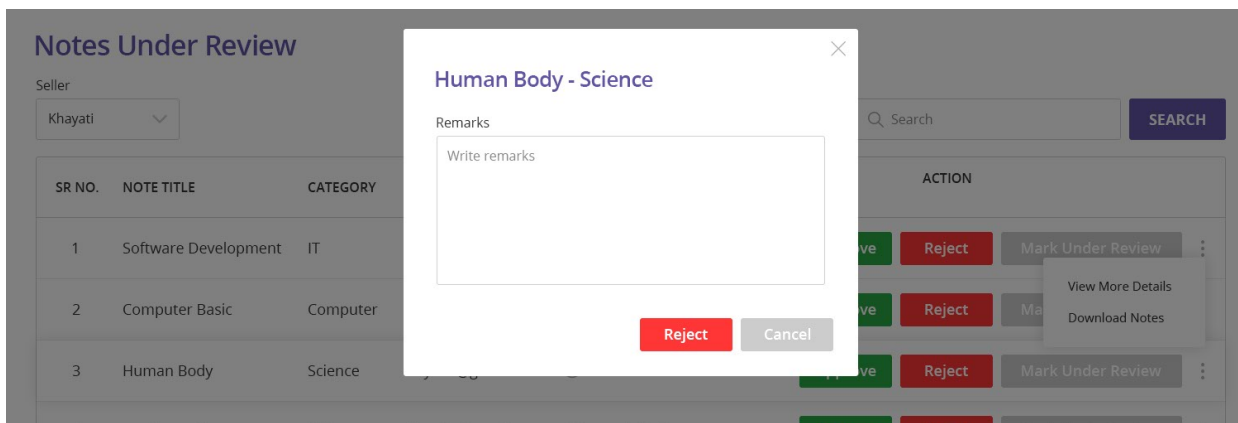 Notes Under Review
Seller
Khayati
Search
SEARCH
SR NO. NOTE TITLE CATEGORY ACTION
1 Software Development IT Reject Mark Under Review
2 Computer Basic Computer Reject
3 Human Body Science Reject Mark Under Review
View More Details
Download Notes
Human Body - Science
Remarks
Write remarks
Reject Cancel